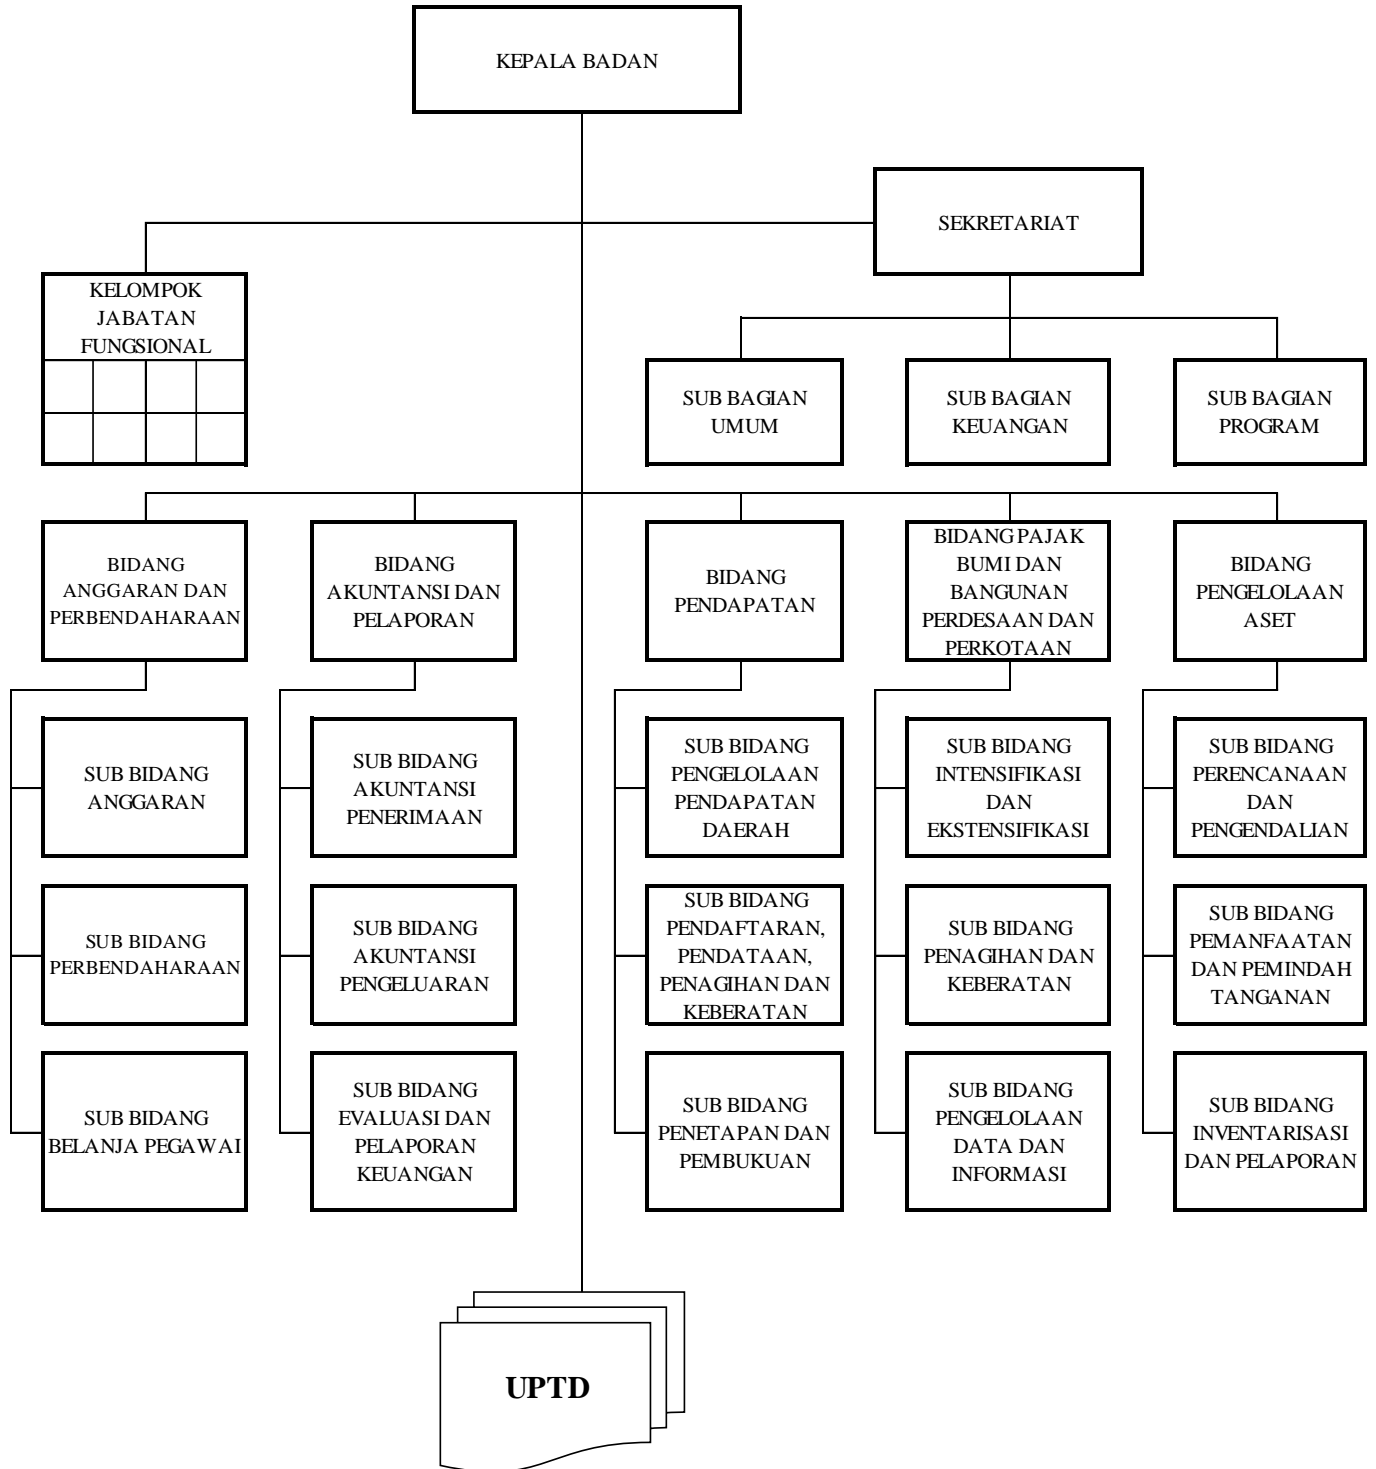 KEPALA BADAN
SEKRETARIAT
KELOMPOK
JABATAN
FUNGSIONAL
SUB BAGIAN
UMUM
SUB BAGIAN
KEUANGAN
SUB BAGIAN
PROGRAM
BIDANG
ANGGARAN DAN
PERBENDAHARAAN
BIDANG
AKUNTANSI DAN
PELAPORAN
BIDANG
PENDAPATAN
BIDANG PAJAK
BUMI DAN
BANGUNAN
PERDESAAN DAN
PERKOTAAN
BIDANG
PENGELOLAAN
ASET
SUB BIDANG
ANGGARAN
SUB BIDANG
AKUNTANSI
PENERIMAAN
SUB BIDANG
PENGELOLAAN
PENDAPATAN
DAERAH
SUB BIDANG
INTENSIFIKASI
DAN
EKSTENSIFIKASI
SUB BIDANG
PERENCANAAN
DAN
PENGENDALIAN
SUB BIDANG
PERBENDAHARAAN
SUB BIDANG
AKUNTANSI
PENGELUARAN
SUB BIDANG
PENDAFTARAN,
PENDATAAN,
PENAGIHAN DAN
KEBERATAN
SUB BIDANG
PENAGIHAN DAN
KEBERATAN
SUB BIDANG
PEMANFAATAN
DAN PEMINDAH
TANGANAN
SUB BIDANG
BELANJA PEGAWAI
SUB BIDANG
EVALUASI DAN
PELAPORAN
KEUANGAN
SUB BIDANG
PENETAPAN DAN
PEMBUKUAN
SUB BIDANG
PENGELOLAAN
DATA DAN
INFORMASI
SUB BIDANG
INVENTARISASI
DAN PELAPORAN
UPTD